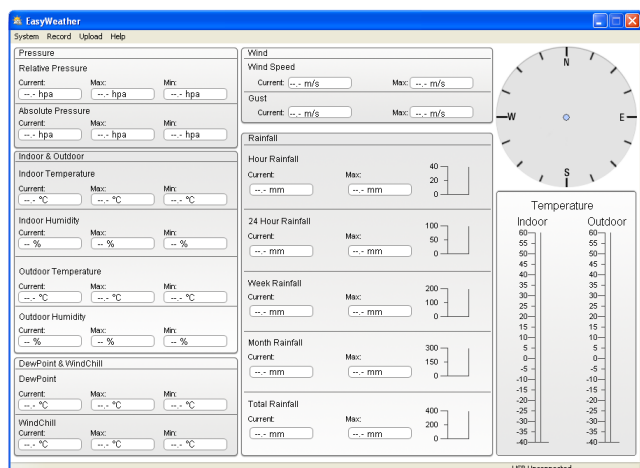 EasyWeather
System Record Upload Help
Pressure
Relative Pressure
Current: Max: Min:
--.- hpa --.- hpa --.- hpa
Absolute Pressure
Current: Max: Min:
--.- hpa --.- hpa --.- hpa
Indoor & Outdoor
Indoor Temperature
Current: Max: Min:
--.- °C --.- °C --.- °C
Indoor Humidity
Current: Max: Min:
-- % -- % -- %
Outdoor Temperature
Current: Max: Min:
--.- °C --.- °C --.- °C
Outdoor Humidity
Current: Max: Min:
-- % -- % -- %
DewPoint & WindChill
DewPoint
Current: Max: Min:
--.- °C --.- °C --.- °C
WindChill
Current: Max: Min:
--.- °C --.- °C --.- °C
Wind
Wind Speed
Current: --.- m/s Max: --.- m/s
Gust
Current: --.- m/s Max: --.- m/s
Rainfall
Hour Rainfall
Current: Max:
--.- mm --.- mm
40
20
0
24 Hour Rainfall
Current: Max:
--.- mm --.- mm
100
50
0
Week Rainfall
Current: Max:
--.- mm --.- mm
200
100
0
Month Rainfall
Current: Max:
--.- mm --.- mm
300
150
0
Total Rainfall
Current: Max:
--.- mm --.- mm
400
200
0
N
W E
S
Temperature
Indoor Outdoor
60 60
55 55
50 50
45 45
40 40
35 35
30 30
25 25
20 20
15 15
10 10
5 5
0 0
-5 -5
-10 -10
-15 -15
-20 -20
-25 -25
-30 -30
-35 -35
-40 -40